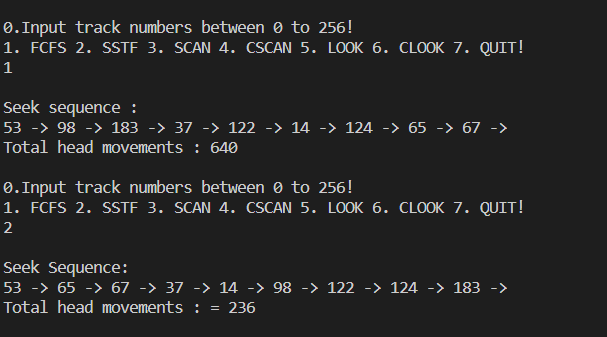 0.Input track numbers between 0 to 256!
1. FCFS 2. SSTF 3. SCAN 4. CSCAN 5. LOOK 6. CLOOK 7. QUIT!
1
Seek sequence :
53 -> 98 -> 183 -> 37 -> 122 -> 14 -> 124 -> 65 -> 67 ->
Total head movements : 640
0.Input track numbers between 0 to 256!
1. FCFS 2. SSTF 3. SCAN 4. CSCAN 5. LOOK 6. CLOOK 7. QUIT!
2
Seek Sequence:
53 -> 65 -> 67 -> 37 -> 14 -> 98 -> 122 -> 124 -> 183 ->
Total head movements : = 236